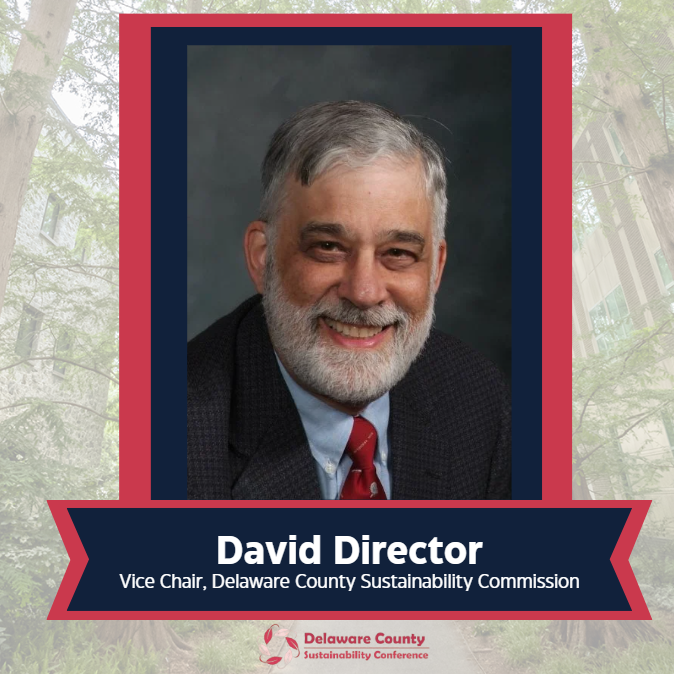 David Director
Vice Chair, Delaware County Sustainability Commission
Delaware County
Sustainability Conference